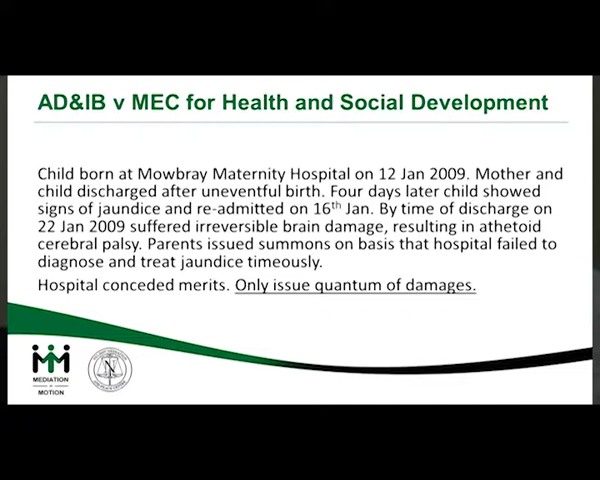 AD&IB v MEC for Health and Social Development
Child born at Mowbray Maternity Hospital on 12 Jan 2009. Mother and
child discharged after uneventful birth. Four days later child showed
signs of jaundice and re-admitted on 16th Jan. By time of discharge on
22 Jan 2009 suffered irreversible brain damage, resulting in athetoid
cerebral palsy. Parents issued summons on basis that hospital failed to
diagnose and treat jaundice timeously.
Hospital conceded merits. Only issue quantum of damages.
MEDIATION
MOTION